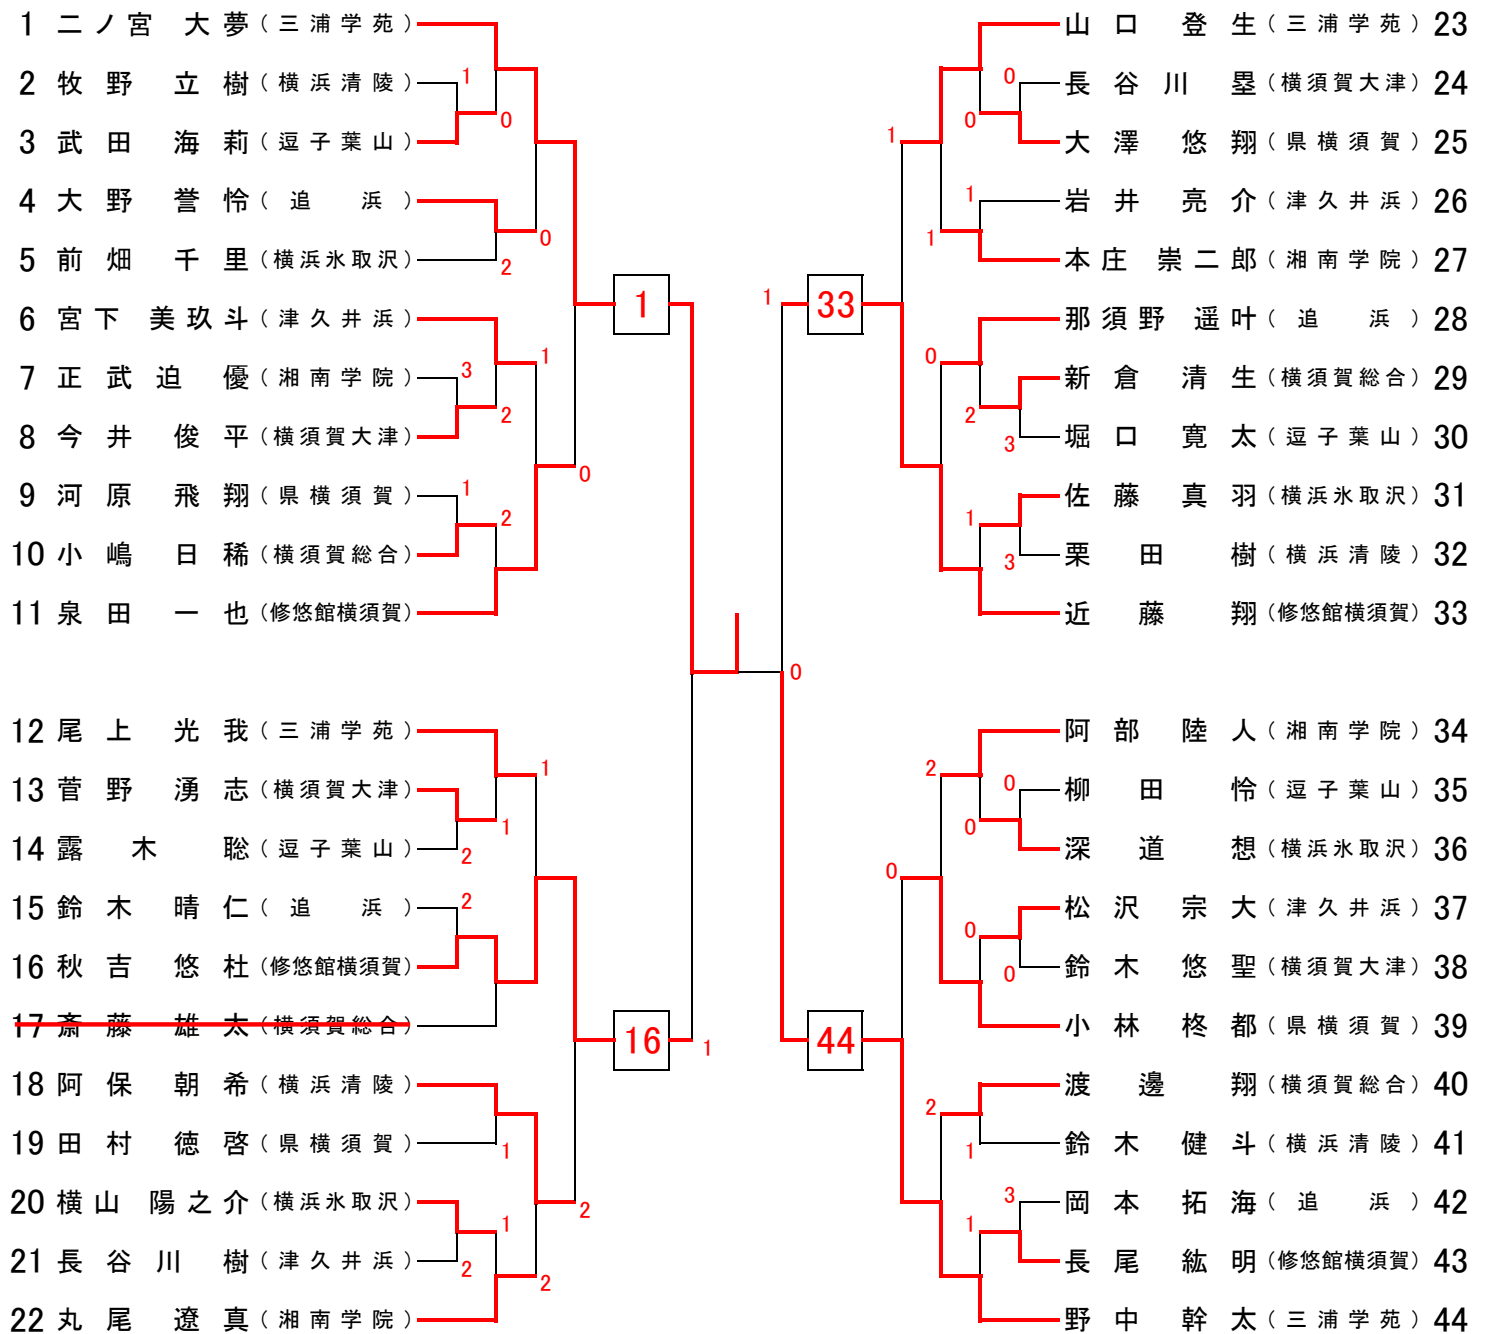 1 二ノ宮 大夢 (三浦学苑)
1
2 牧野 立樹 (横浜清陵)
0
3 武田 海莉 (逗子葉山)
4 大野 誉怜 (追浜)
0
5 前畑 千里 (横浜氷取沢)
2
1
6 宮下 美玖斗 (津久井浜)
1
7 正武迫 優 (湘南学院)
3
2
8 今井 俊平 (横須賀大津)
0
9 河原 飛翔 (県横須賀)
1
2
10 小嶋 日稀 (横須賀総合)
11 泉田 一也 (修悠館横須賀)
12 尾上 光我 (三浦学苑)
1
13 菅野 湧志 (横須賀大津)
1
14 露木 聡 (逗子葉山)
2
15 鈴木 晴仁 (追浜)
2
16 秋吉 悠杜 (修悠館横須賀)
17 斎藤 雄太 (横須賀総合)
16
1
18 阿保 朝希 (横浜清陵)
19 田村 徳啓 (県横須賀)
1
20 横山 陽之介 (横浜氷取沢)
2
1
21 長谷川 樹 (津久井浜)
2
2
22 丸尾 遼真 (湘南学院)
山口 登生 (三浦学苑) 23
0
長谷川 塁 (横須賀大津) 24
0
1
大澤 悠翔 (県横須賀) 25
1
岩井 亮介 (津久井浜) 26
1
本庄 崇二郎 (湘南学院) 27
1
33
那須野 遥叶 (追浜) 28
0
新倉 清生 (横須賀総合) 29
2
3
堀口 寛太 (逗子葉山) 30
佐藤 真羽 (横浜氷取沢) 31
1
3
栗田 樹 (横浜清陵) 32
近藤 翔 (修悠館横須賀) 33
0
阿部 陸人 (湘南学院) 34
2
0
柳田 怜 (逗子葉山) 35
0
深道 想 (横浜氷取沢) 36
0
松沢 宗大 (津久井浜) 37
0
0
鈴木 悠聖 (横須賀大津) 38
小林 柊都 (県横須賀) 39
44
渡邊 翔 (横須賀総合) 40
2
1
鈴木 健斗 (横浜清陵) 41
3
岡本 拓海 (追浜) 42
1
長尾 紘明 (修悠館横須賀) 43
野中 幹太 (三浦学苑) 44